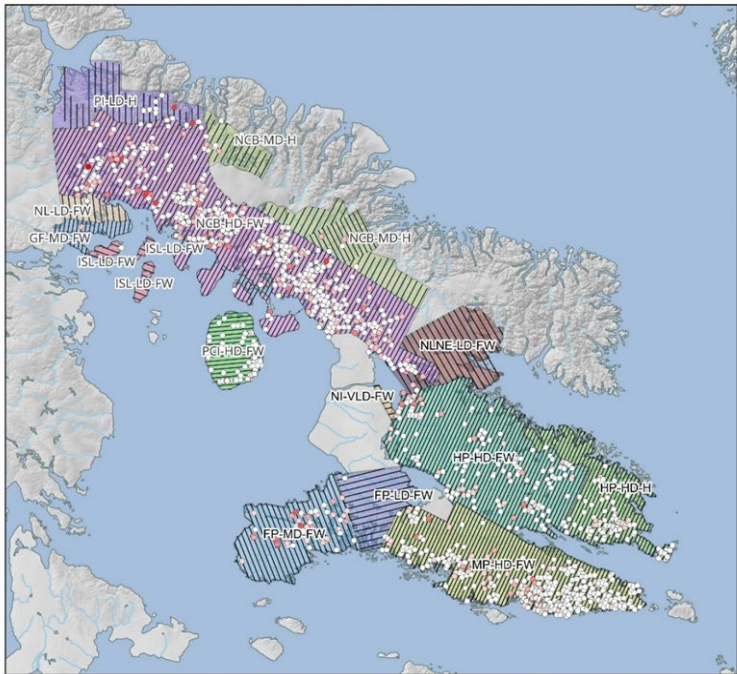 PI-LD-H
NCB-MD-H
NL-LD-FW
NCB-HD-FW
GF-MD-FW
NCB-MD-H
ISL-LD-FW
ISL-LD-FW
ISL-LD-FW
PCI-HD-FW
NLNE-LD-FW
NI-VLD-FW
HP-HD-FW
HP-HD-H
FP-LD-FW
FP-MD-FW
MP-HD-FW